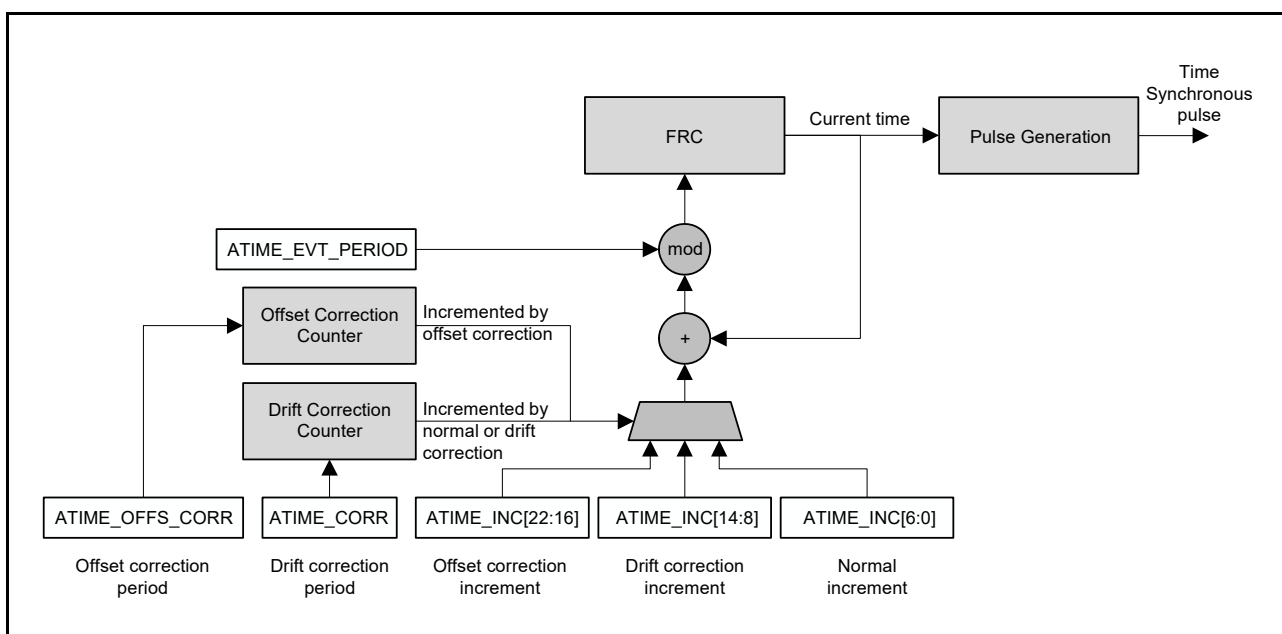 Time
Synchronous
pulse
FRC
Current time
Pulse Generation
ATIME_EVT_PERIOD
mod
Offset Correction
Counter
Incremented by
offset correction
+
Drift Correction
Counter
Incremented by
normal or drift
correction
ATIME_OFFS_CORR
ATIME_CORR
ATIME_INC[22:16]
ATIME_INC[14:8]
ATIME_INC[6:0]
Offset correction
period
Drift correction
period
Offset correction
increment
Drift correction
increment
Normal
increment